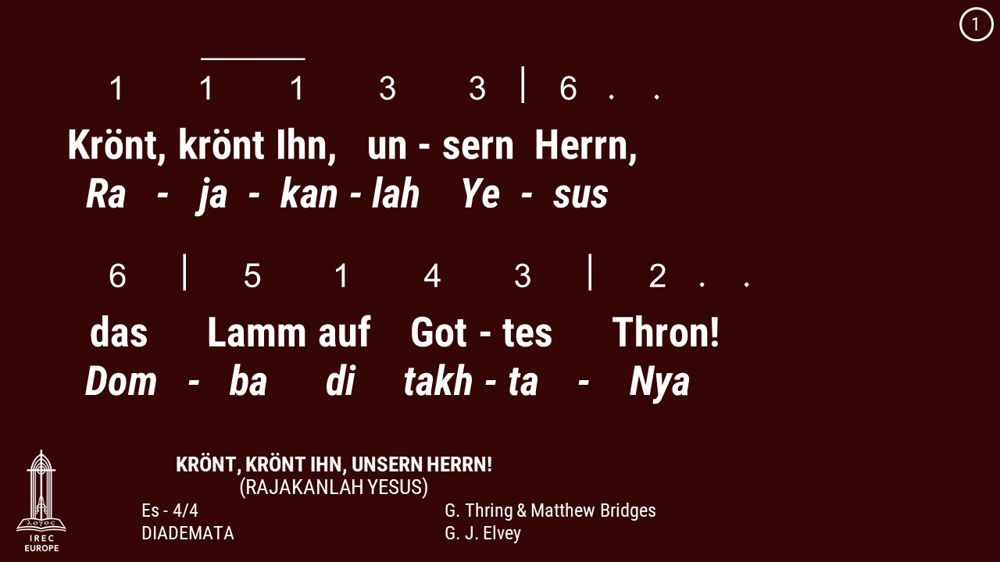 1
1 1 1 3 3 | 6 . .
Krönt, krönt Ihn, un - sern Herrn,
Ra - ja - kan - lah Ye - sus
6 | 5 1 4 3 | 2 . .
das Lamm auf Got - tes Thron!
Dom - ba di takh - ta - Nya
KRÖNT, KRÖNT IHN, UNSERN HERRN!
(RAJAKANLAH YESUS)
Es - 4/4 G. Thring & Matthew Bridges
DIADEMATA G. J. Elvey
λογος
IREC
EUROPE